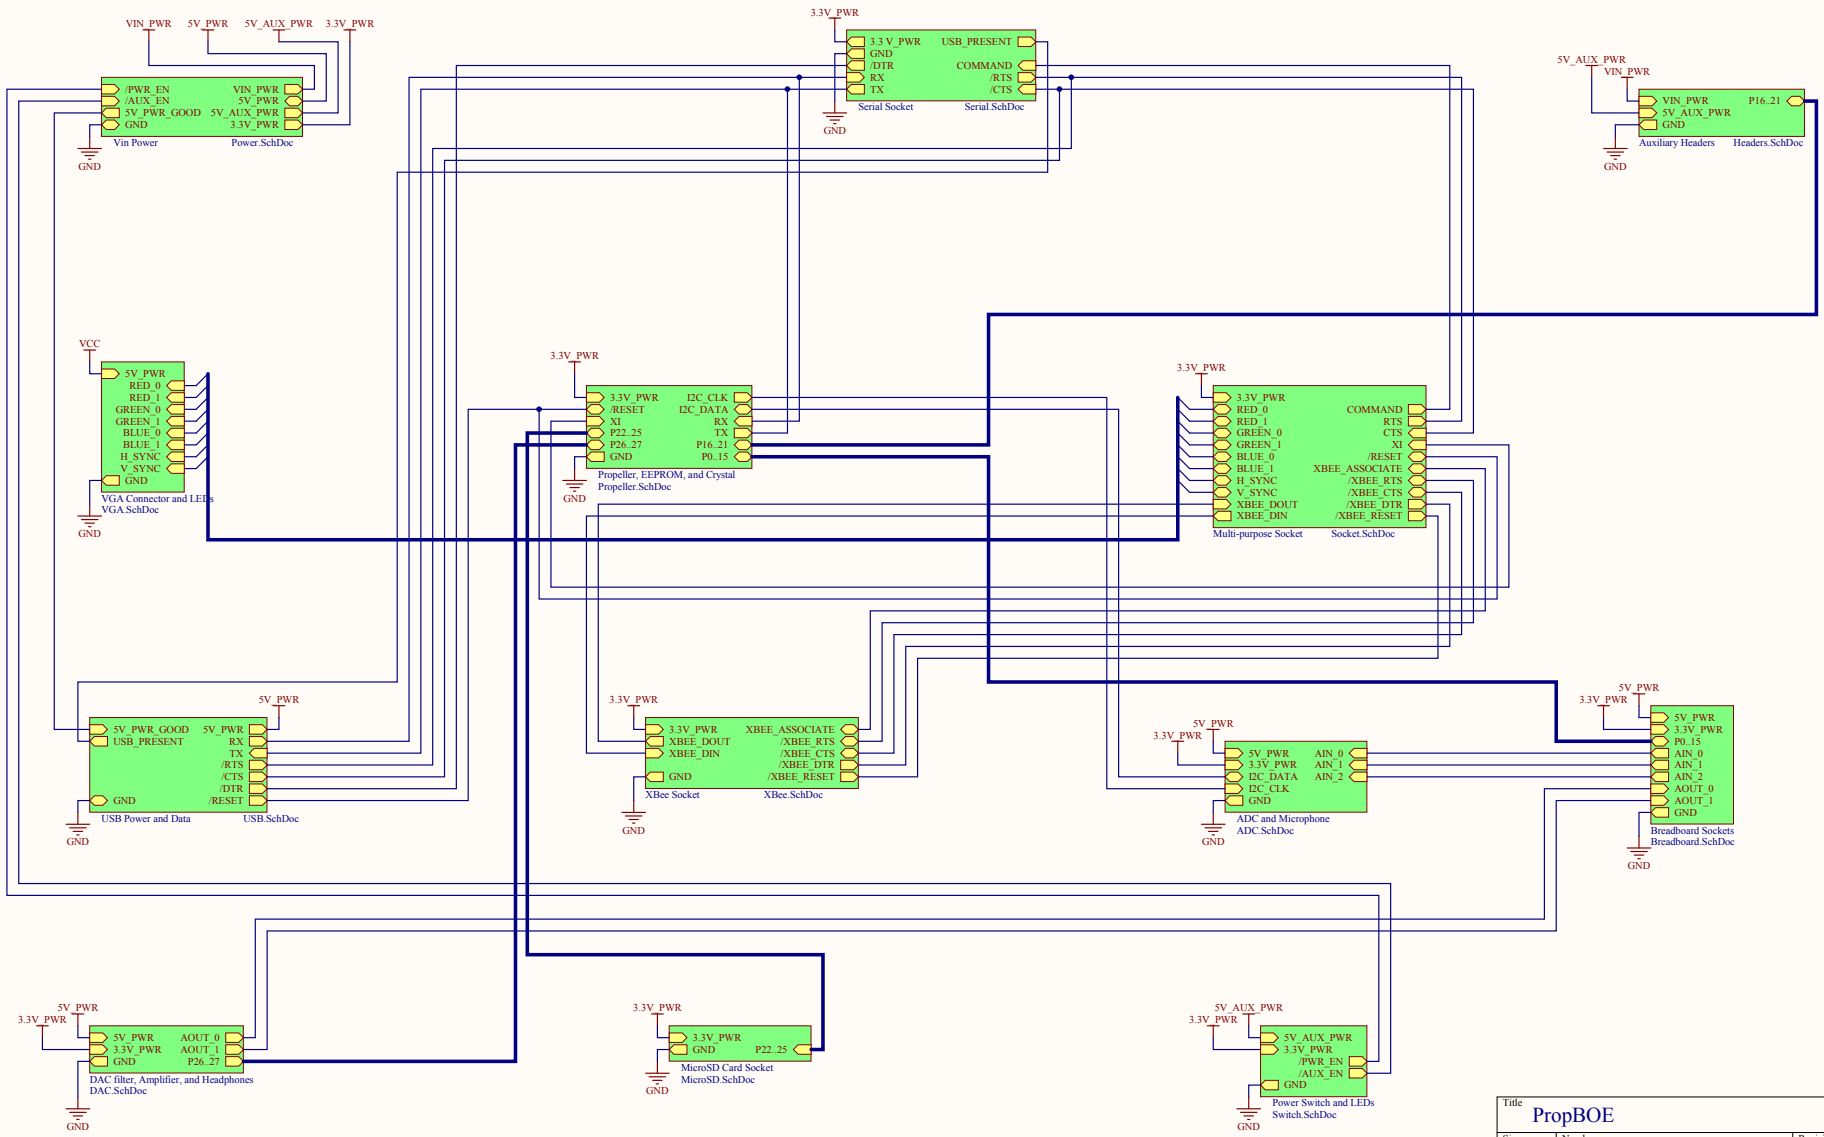 VIN_PWR 5V_PWR 5V_AUX_PWR 3.3V_PWR
/PWR_EN VIN_PWR
/AUX_EN 5V_PWR
5V_PWR_GOOD 5V_AUX_PWR
GND 3.3V_PWR
Vin Power Power.SchDoc
GND
3.3V_PWR
3.3 V_PWR USB_PRESENT
GND
/DTR COMMAND
RX /RTS
TX /CTS
Serial Socket Serial.SchDoc
GND
5V_AUX_PWR
VIN_PWR
VIN_PWR P16..21
5V_AUX_PWR
GND
Auxiliary Headers Headers.SchDoc
GND
VCC
5V_PWR
RED_0
RED_1
GREEN_0
GREEN_1
BLUE_0
BLUE_1
H_SYNC
V_SYNC
GND
VGA Connector and LEDs
VGA.SchDoc
GND
3.3V_PWR
3.3V_PWR I2C_CLK
/RESET I2C_DATA
XI RX
P22..25 TX
P26..27 P16..21
GND P0..15
Propeller, EEPROM, and Crystal
Propeller.SchDoc
GND
3.3V_PWR
3.3V_PWR
RED_0 COMMAND
RED_1 RTS
GREEN_0 CTS
GREEN_1 XI
BLUE_0 /RESET
BLUE_1 XBEE_ASSOCIATE
H_SYNC /XBEE_RTS
V_SYNC /XBEE_CTS
XBEE_DOUT /XBEE_DTR
XBEE_DIN /XBEE_RESET
Multi-purpose Socket Socket.SchDoc
5V_PWR
5V_PWR_GOOD 5V_PWR
USB_PRESENT RX
TX
/RTS
/CTS
/DTR
GND /RESET
USB Power and Data USB.SchDoc
GND
3.3V_PWR
3.3V_PWR XBEE_ASSOCIATE
XBEE_DOUT /XBEE_RTS
XBEE_DIN /XBEE_CTS
/XBEE_DTR
GND /XBEE_RESET
XBee Socket XBee.SchDoc
GND
5V_PWR
3.3V_PWR
5V_PWR AIN_0
3.3V_PWR AIN_1
I2C_DATA AIN_2
I2C_CLK
GND
ADC and Microphone
ADC.SchDoc
GND
5V_PWR
3.3V_PWR
5V_PWR
3.3V_PWR
P0..15
AIN_0
AIN_1
AIN_2
AOUT_0
AOUT_1
GND
Breadboard Sockets
Breadboard.SchDoc
GND
5V_PWR
3.3V_PWR
5V_PWR AOUT_0
3.3V_PWR AOUT_1
GND P26..27
DAC filter, Amplifier, and Headphones
DAC.SchDoc
GND
3.3V_PWR
3.3V_PWR
GND P22..25
MicroSD Card Socket
MicroSD.SchDoc
GND
5V_AUX_PWR
3.3V_PWR
5V_AUX_PWR
3.3V_PWR
/PWR_EN
/AUX_EN
GND
Power Switch and LEDs
Switch.SchDoc
GND
Title
PropBOE